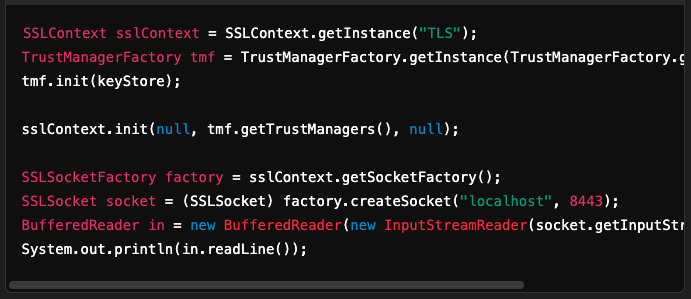 SSLContext sslContext = SSLContext.getInstance("TLS");
TrustManagerFactory tmf = TrustManagerFactory.getInstance(TrustManagerFactory.g
tmf.init(keyStore);
sslContext.init(null, tmf.getTrustManagers(), null);
SSLSocketFactory factory = sslContext.getSocketFactory();
SSLSocket socket = (SSLSocket) factory.createSocket("localhost", 8443);
BufferedReader in = new BufferedReader(new InputStreamReader(socket.getInputStr
System.out.println(in.readLine());